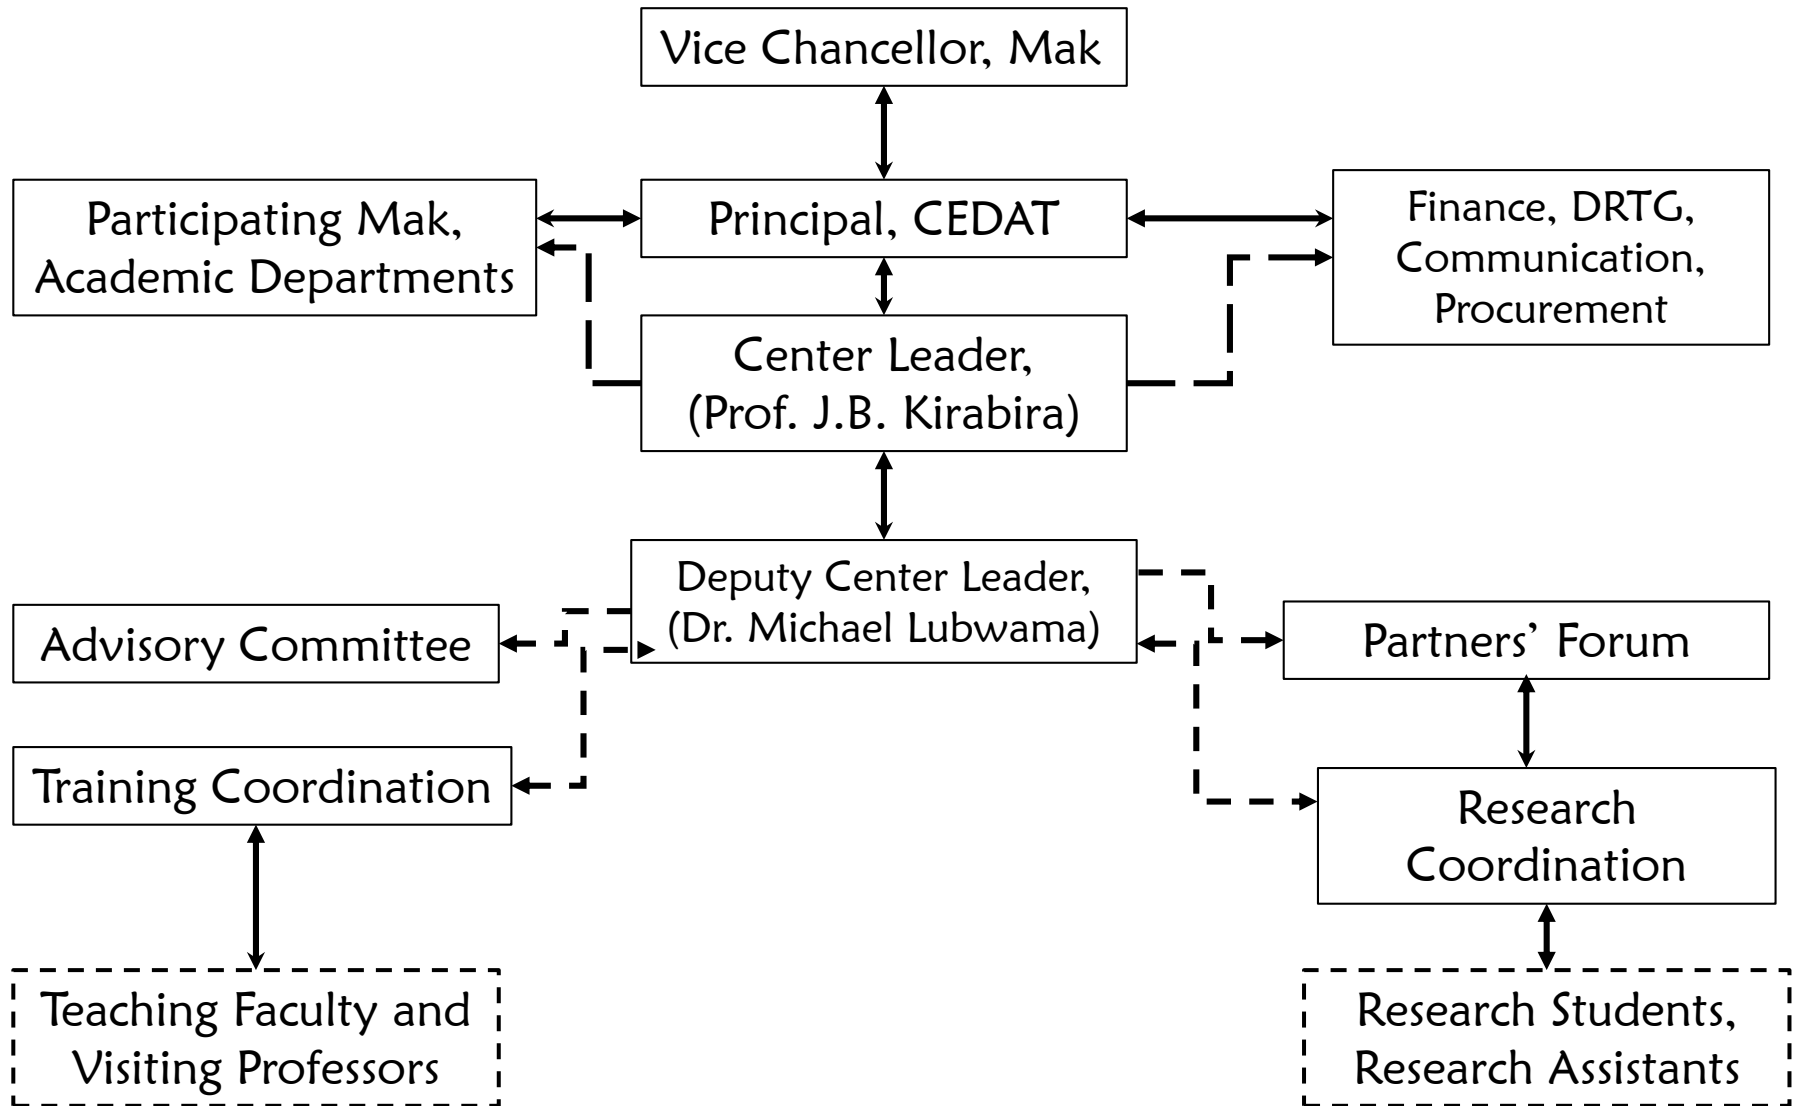 Vice Chancellor, Mak
Participating Mak,
Academic Departments
Principal, CEDAT
Finance, DRTG,
Communication,
Procurement
Center Leader,
(Prof. J.B. Kirabira)
Deputy Center Leader,
(Dr. Michael Lubwama)
Advisory Committee
Partners’ Forum
Training Coordination
Research
Coordination
Teaching Faculty and
Visiting Professors
Research Students,
Research Assistants